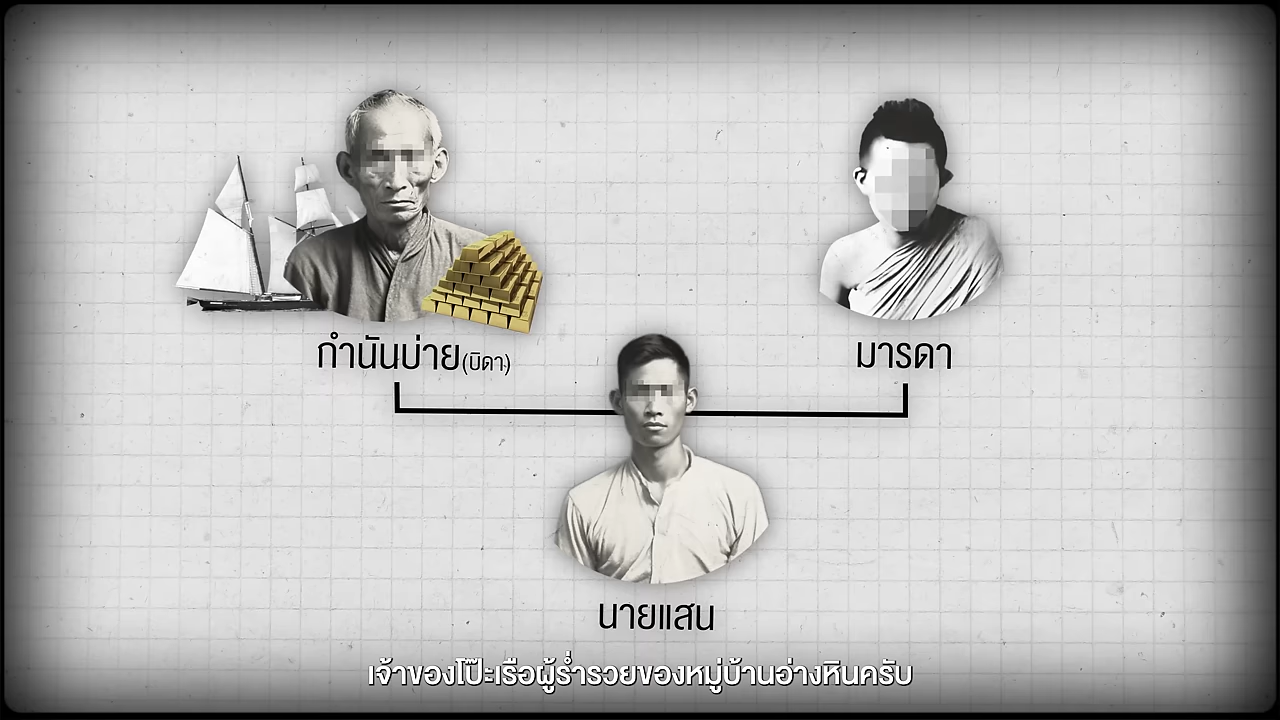 กำนันบ่าย(บิดา)
มารดา
นายแสน
เจ้าของโป๊ะเรือผู้ร่ำรวยของหมู่บ้านอ่างหินครับ